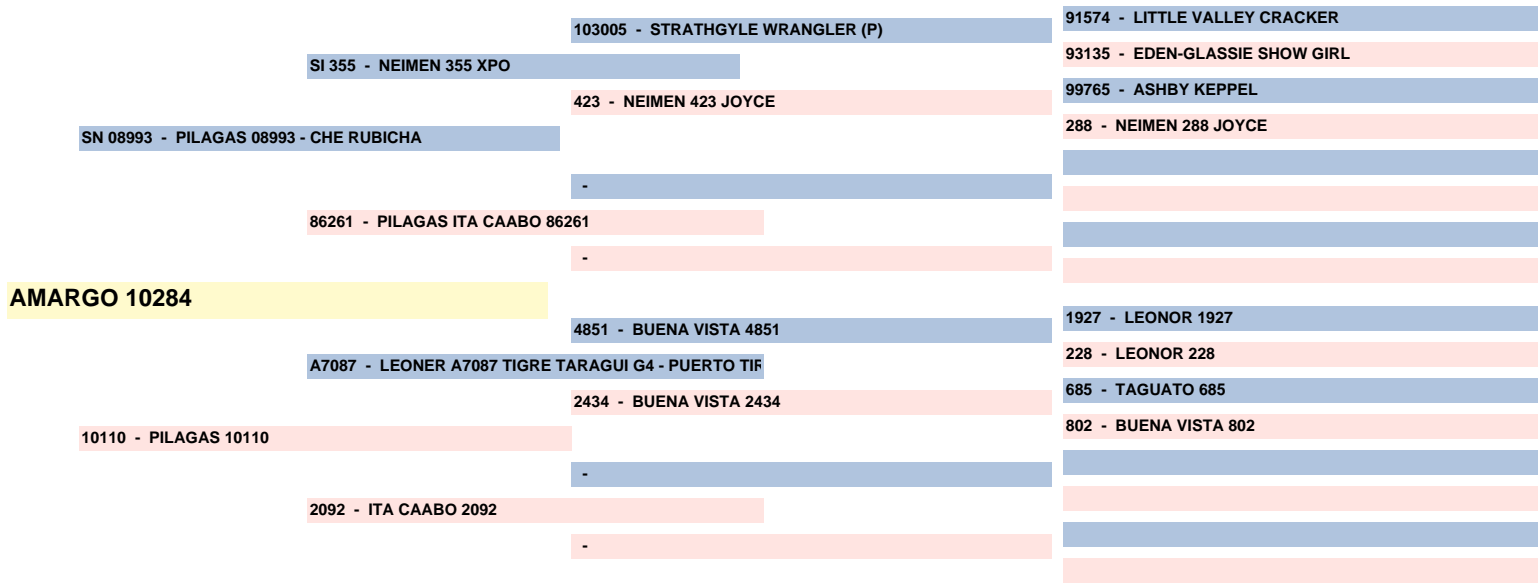 91574 - LITTLE VALLEY CRACKER
103005 - STRATHGYLE WRANGLER (P)
93135 - EDEN-GLASSIE SHOW GIRL
SI 355 - NEIMEN 355 XPO
99765 - ASHBY KEPPEL
423 - NEIMEN 423 JOYCE
288 - NEIMEN 288 JOYCE
SN 08993 - PILAGAS 08993 - CHE RUBICHA
-
86261 - PILAGAS ITA CAABO 86261
-
AMARGO 10284
1927 - LEONOR 1927
4851 - BUENA VISTA 4851
228 - LEONOR 228
A7087 - LEONER A7087 TIGRE TARAGUI G4 - PUERTO TIR
685 - TAGUATO 685
2434 - BUENA VISTA 2434
802 - BUENA VISTA 802
10110 - PILAGAS 10110
-
2092 - ITA CAABO 2092
-